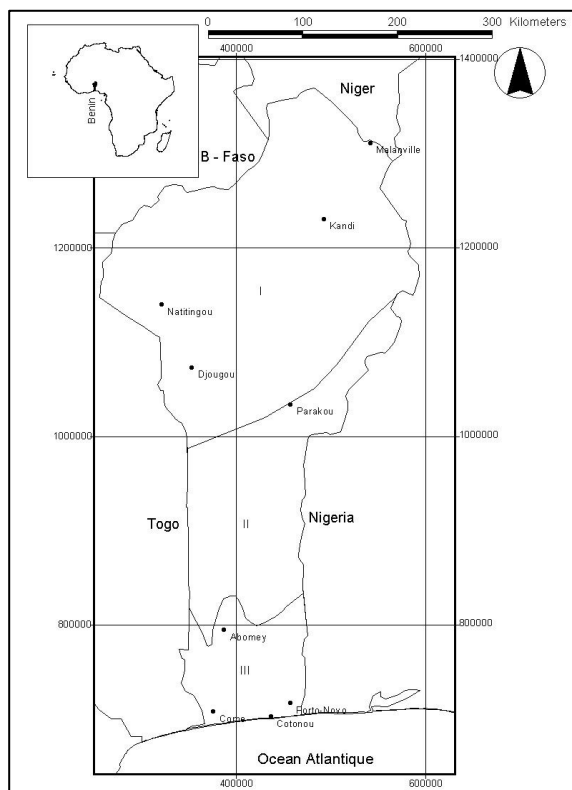 0 100 200 300 Kilometers
400000 600000
Benin
Niger
1400000
B - Faso
Malanville
Kandi
1200000 1200000
I
Natitingou
Djougou
Parakou
1000000 1000000
Togo
II
Nigeria
800000 800000
Abomey
III
Come
Cotonou
Porto-Novo
Ocean Atlantique
400000 600000